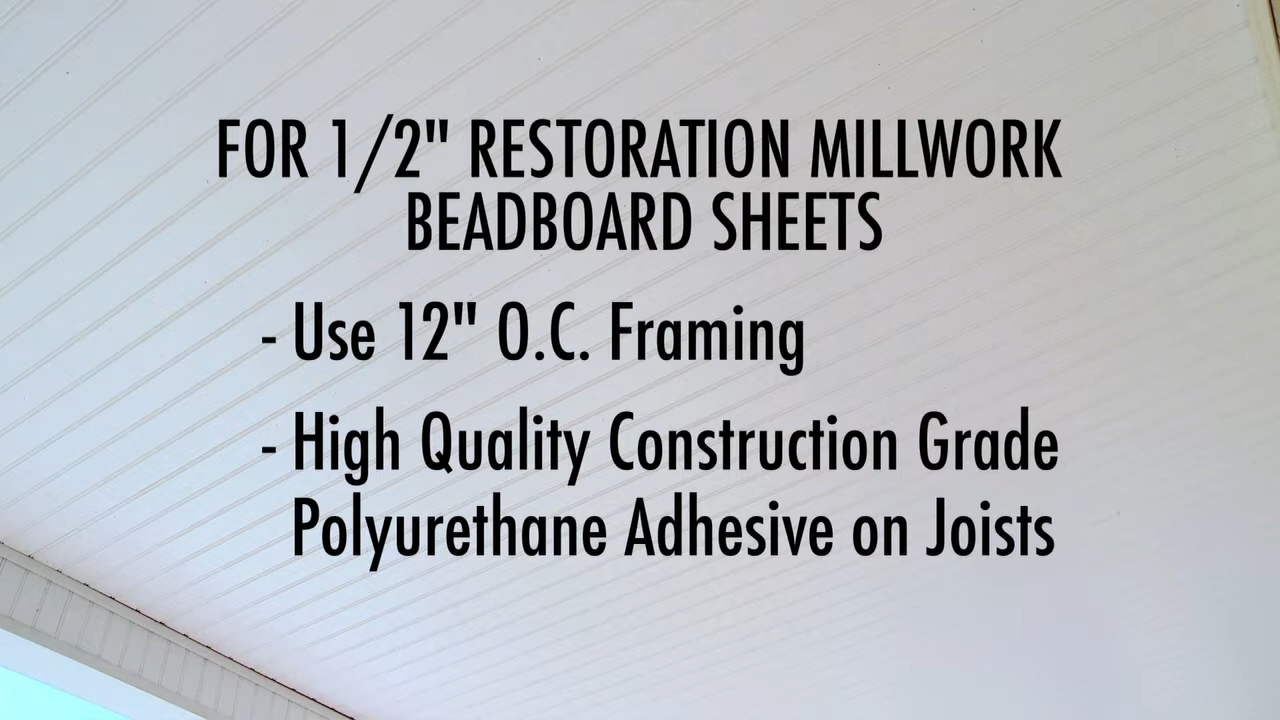 FOR 1/2" RESTORATION MILLWORK
BEADBOARD SHEETS
- Use 12" O.C. Framing
- High Quality Construction Grade
Polyurethane Adhesive on Joists